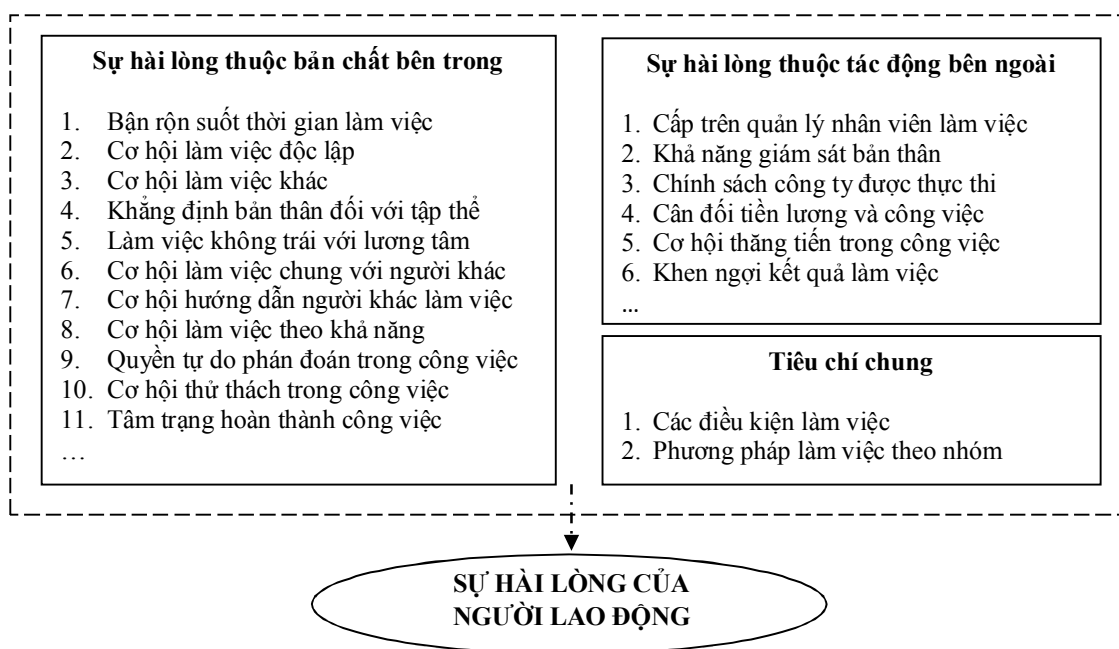 Sự hài lòng thuộc bản chất bên trong
1. Bận rộn suốt thời gian làm việc
2. Cơ hội làm việc độc lập
3. Cơ hội làm việc khác
4. Khẳng định bản thân đối với tập thể
5. Làm việc không trái với lương tâm
6. Cơ hội làm việc chung với người khác
7. Cơ hội hướng dẫn người khác làm việc
8. Cơ hội làm việc theo khả năng
9. Quyền tự do phán đoán trong công việc
10. Cơ hội thử thách trong công việc
11. Tâm trạng hoàn thành công việc
…
Sự hài lòng thuộc tác động bên ngoài
1. Cấp trên quản lý nhân viên làm việc
2. Khả năng giám sát bản thân
3. Chính sách công ty được thực thi
4. Cân đối tiền lương và công việc
5. Cơ hội thăng tiến trong công việc
6. Khen ngợi kết quả làm việc
...
Tiêu chí chung
1. Các điều kiện làm việc
2. Phương pháp làm việc theo nhóm
SỰ HÀI LÒNG CỦA
NGƯỜI LAO ĐỘNG